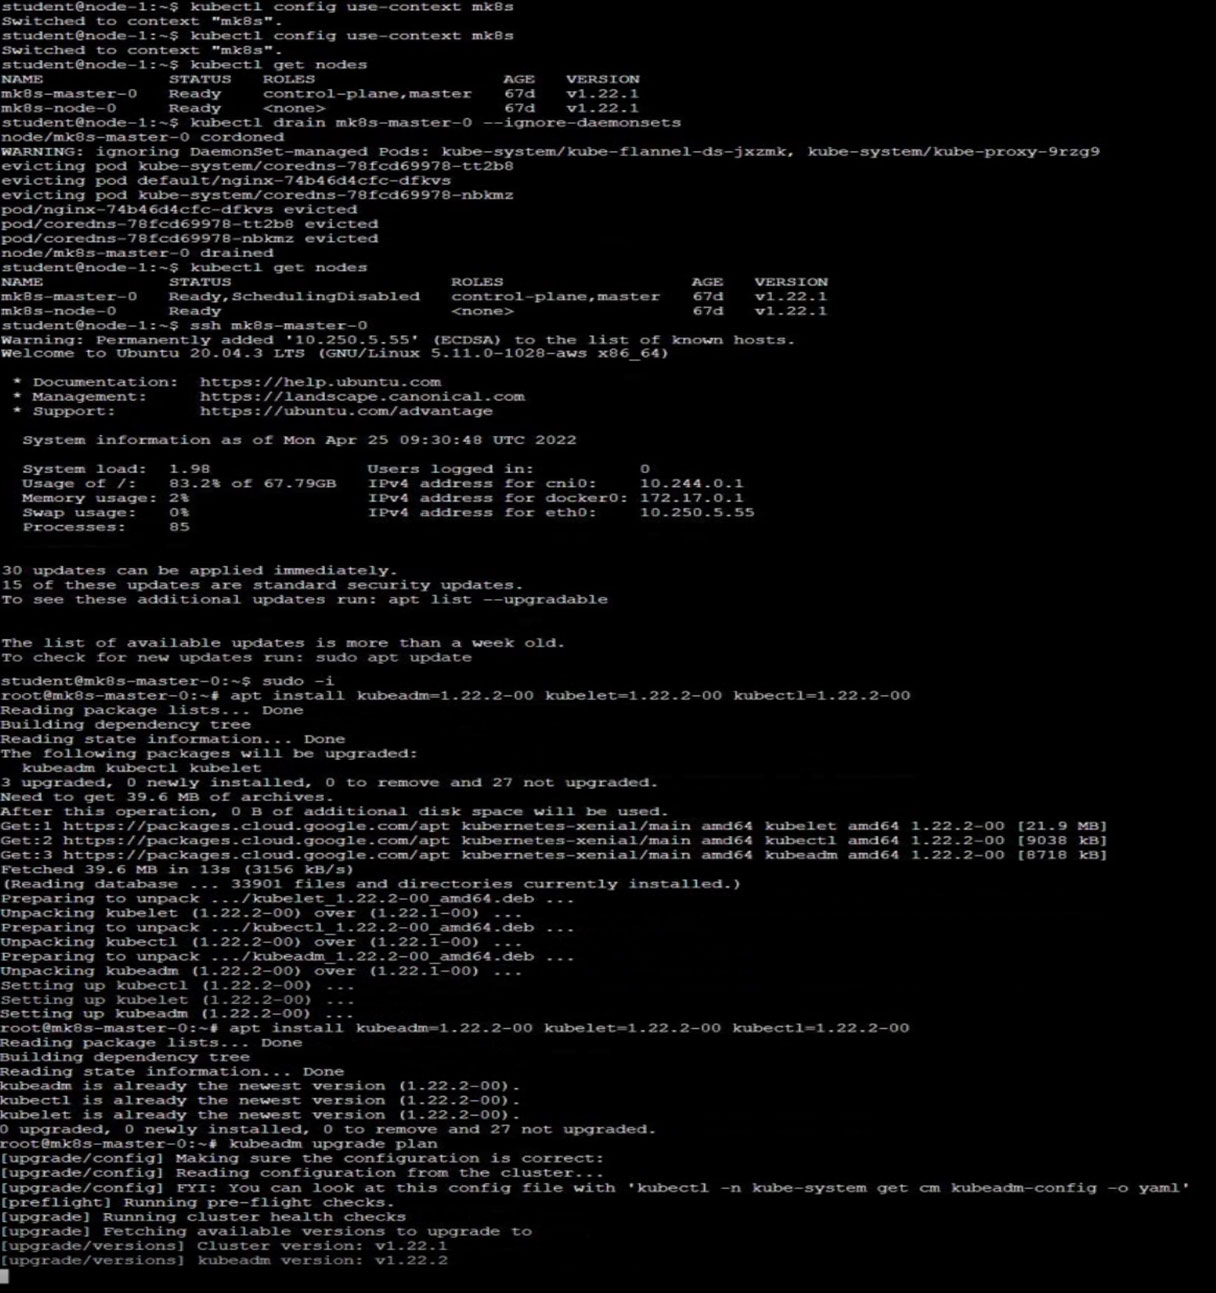 student@node-1:~$ kubectl config use-context mk8s
Switched to context "mk8s".
student@node-1:~$ kubectl config use-context mk8s
Switched to context "mk8s".
student@node-1:~$ kubectl get nodes
NAME STATUS ROLES AGE VERSION
mk8s-master-0 Ready control-plane,master 67d v1.22.1
mk8s-node-0 Ready <none> 67d v1.22.1
student@node-1:~$ kubectl drain mk8s-master-0 --ignore-daemonsets
node/mk8s-master-0 cordoned
WARNING: ignoring DaemonSet-managed Pods: kube-system/kube-flannel-ds-jxzmk, kube-system/kube-proxy-9rzg9
evicting pod kube-system/coredns-78fcd69978-tt2b8
evicting pod default/nginx-74b46d4cfc-dfkvs
evicting pod kube-system/coredns-78fcd69978-nbkmz
pod/nginx-74b46d4cfc-dfkvs evicted
pod/coredns-78fcd69978-tt2b8 evicted
pod/coredns-78fcd69978-nbkmz evicted
node/mk8s-master-0 drained
student@node-1:~$ kubectl get nodes
NAME STATUS ROLES AGE VERSION
mk8s-master-0 Ready,SchedulingDisabled control-plane,master 67d v1.22.1
mk8s-node-0 Ready <none> 67d v1.22.1
student@node-1:~$ ssh mk8s-master-0
Warning: Permanently added '10.250.5.55' (ECDSA) to the list of known hosts.
Welcome to Ubuntu 20.04.3 LTS (GNU/Linux 5.11.0-1028-aws x86_64)
* Documentation: https://help.ubuntu.com
* Management: https://landscape.canonical.com
* Support: https://ubuntu.com/advantage
System information as of Mon Apr 25 09:30:48 UTC 2022
System load: 1.98 Users logged in: 0
Usage of /: 83.2% of 67.79GB IPv4 address for cni0: 10.244.0.1
Memory usage: 2% IPv4 address for docker0: 172.17.0.1
Swap usage: 0% IPv4 address for eth0: 10.250.5.55
Processes: 85
30 updates can be applied immediately.
15 of these updates are standard security updates.
To see these additional updates run: apt list --upgradable
The list of available updates is more than a week old.
To check for new updates run: sudo apt update
student@mk8s-master-0:~$ sudo -i
root@mk8s-master-0:~# apt install kubeadm=1.22.2-00 kubelet=1.22.2-00 kubectl=1.22.2-00
Reading package lists... Done
Building dependency tree
Reading state information... Done
The following packages will be upgraded:
kubeadm kubectl kubelet
3 upgraded, 0 newly installed, 0 to remove and 27 not upgraded.
Need to get 39.6 MB of archives.
After this operation, 0 B of additional disk space will be used.
Get:1 https://packages.cloud.google.com/apt kubernetes-xenial/main amd64 kubelet amd64 1.22.2-00 [21.9 MB]
Get:2 https://packages.cloud.google.com/apt kubernetes-xenial/main amd64 kubectl amd64 1.22.2-00 [9038 kB]
Get:3 https://packages.cloud.google.com/apt kubernetes-xenial/main amd64 kubeadm amd64 1.22.2-00 [8718 kB]
Fetched 39.6 MB in 13s (3156 kB/s)
(Reading database ... 33901 files and directories currently installed.)
Preparing to unpack .../kubelet_1.22.2-00_amd64.deb ...
Unpacking kubelet (1.22.2-00) over (1.22.1-00) ...
Preparing to unpack .../kubectl_1.22.2-00_amd64.deb ...
Unpacking kubectl (1.22.2-00) over (1.22.1-00) ...
Preparing to unpack .../kubeadm_1.22.2-00_amd64.deb ...
Unpacking kubeadm (1.22.2-00) over (1.22.1-00) ...
Setting up kubectl (1.22.2-00) ...
Setting up kubelet (1.22.2-00) ...
Setting up kubeadm (1.22.2-00) ...
root@mk8s-master-0:~# apt install kubeadm=1.22.2-00 kubelet=1.22.2-00 kubectl=1.22.2-00
Reading package lists... Done
Building dependency tree
Reading state information... Done
kubeadm is already the newest version (1.22.2-00).
kubectl is already the newest version (1.22.2-00).
kubelet is already the newest version (1.22.2-00).
0 upgraded, 0 newly installed, 0 to remove and 27 not upgraded.
root@mk8s-master-0:~# kubeadm upgrade plan
[upgrade/config] Making sure the configuration is correct:
[upgrade/config] Reading configuration from the cluster...
[upgrade/config] FYI: You can look at this config file with 'kubectl -n kube-system get cm kubeadm-config -o yaml'
[preflight] Running pre-flight checks.
[upgrade] Running cluster health checks
[upgrade] Fetching available versions to upgrade to
[upgrade/versions] Cluster version: v1.22.1
[upgrade/versions] kubeadm version: v1.22.2